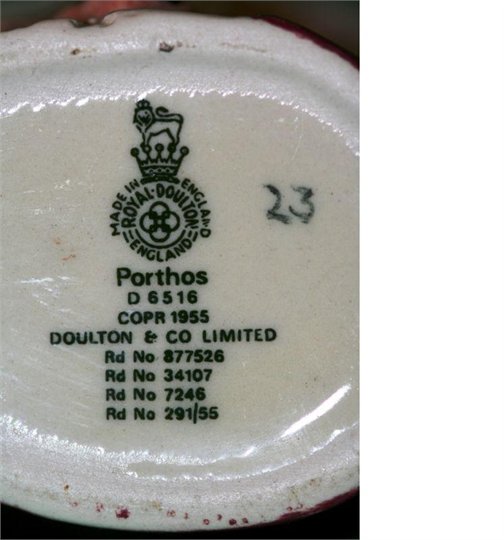 MADE IN ENGLAND
ROYAL·DOULTON
ENGLAND
23
Porthos
D 6516
COPR 1955
DOULTON & CO LIMITED
Rd No 877526
Rd No 34107
Rd No 7246
Rd No 291/55